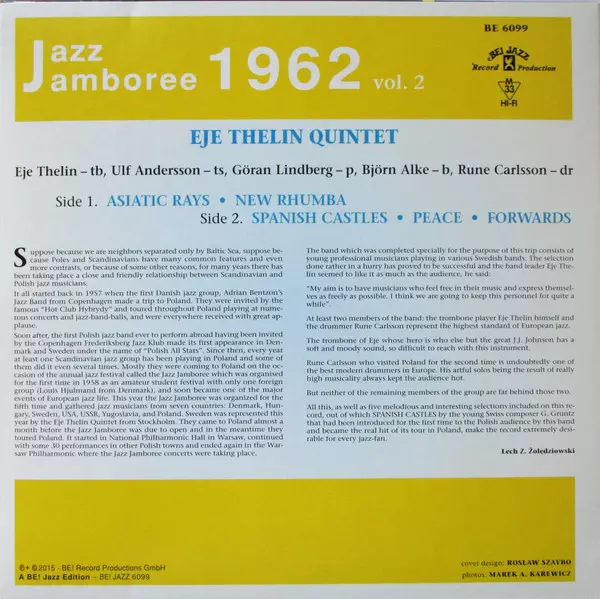 BE 6099
Jazz
Jamboree 1962 vol. 2
BE! JAZZ
Record Production
M
33
HI-FI
EJE THELIN QUINTET
Eje Thelin – tb, Ulf Andersson – ts, Göran Lindberg – p, Björn Alke – b, Rune Carlsson – dr
Side 1. ASIATIC RAYS • NEW RHUMBA
Side 2. SPANISH CASTLES • PEACE • FORWARDS
Suppose because we are neighbors separated only by Baltic Sea, suppose be-
cause Poles and Scandinavians have many common features and even
more contrasts, or because of some other reasons, for many years there has
been taking place a close and friendly relationship between Scandinavian and
Polish jazz musicians.
It all started back in 1957 when the first Danish jazz group, Adrian Bentzon's
Jazz Band from Copenhagen made a trip to Poland. They were invited by the
famous "Hot Club Hybrydy" and toured throughout Poland playing at nume-
rous concerts and jazz-band-balls, and were everywhere received with great ap-
plause.
Soon after, the first Polish jazz band ever to perform abroad having been invited
by the Copenhagen Frederiksberg Jazz Klub made its first appearance in Den-
mark and Sweden under the name of "Polish All Stars". Since then, every year
at least one Scandinavian jazz group has been playing in Poland and some of
them did it even several times. Mostly they were coming to Poland on the oc-
casion of the annual jazz festival called the Jazz Jamboree which was organised
for the first time in 1958 as an amateur student festival with only one foreign
group (Louis Hjulmand from Denmark), and soon became one of the major
events of European jazz life. This year the Jazz Jamboree was organized for the
fifth time and gathered jazz musicians from seven countries: Denmark, Hun-
gary, Sweden, USA, USSR, Yugoslavia, and Poland. Sweden was represented this
year by the Eje Thelin Quintet from Stockholm. They came to Poland almost a
month before the Jazz Jamboree was due to open and in the meantime they
toured Poland. It started in National Philharmonic Hall in Warsaw, continued
with some 30 performances in other Polish towns and ended again in the War-
saw Philharmonic where the Jazz Jamboree concerts were taking place.
The band which was completed specially for the purpose of this trip consists of
young professional musicians playing in various Swedish bands. The selection
done rather in a hurry has proved to be successful and the band leader Eje The-
lin seemed to like it as much as the audience, he said:
"My aim is to have musicians who feel free in their music and express themsel-
ves as freely as possible. I think we are going to keep this personnel for quite a
while".
At least two members of the band: the trombone player Eje Thelin himself and
the drummer Rune Carlsson represent the highest standard of European jazz.
The trombone of Eje whose hero is who else but the great J.J. Johnson has a
soft and moody sound, so difficult to reach with this instrument.
Rune Carlsson who visited Poland for the second time is undoubtedly one of
the best modern drummers in Europe. His artful solos being the result of really
high musicality always kept the audience hot.
But neither of the remaining members of the group are far behind those two.
All this, as well as five melodious and interesting selections included on this re-
cord, out of which SPANISH CASTLES by the young Swiss composer G. Gruntz
that had been introduced for the first time to the Polish audience by this band
and became the real hit of its tour in Poland, make the record extremely desira-
ble for every jazz-fan.
Lech Z. Żolędziowski
℗+©2015 · BE! Record Productions GmbH
A BE! Jazz Edition – BE! JAZZ 6099
cover design: ROSŁAW SZAYBO
photos: MAREK A. KAREWICZ